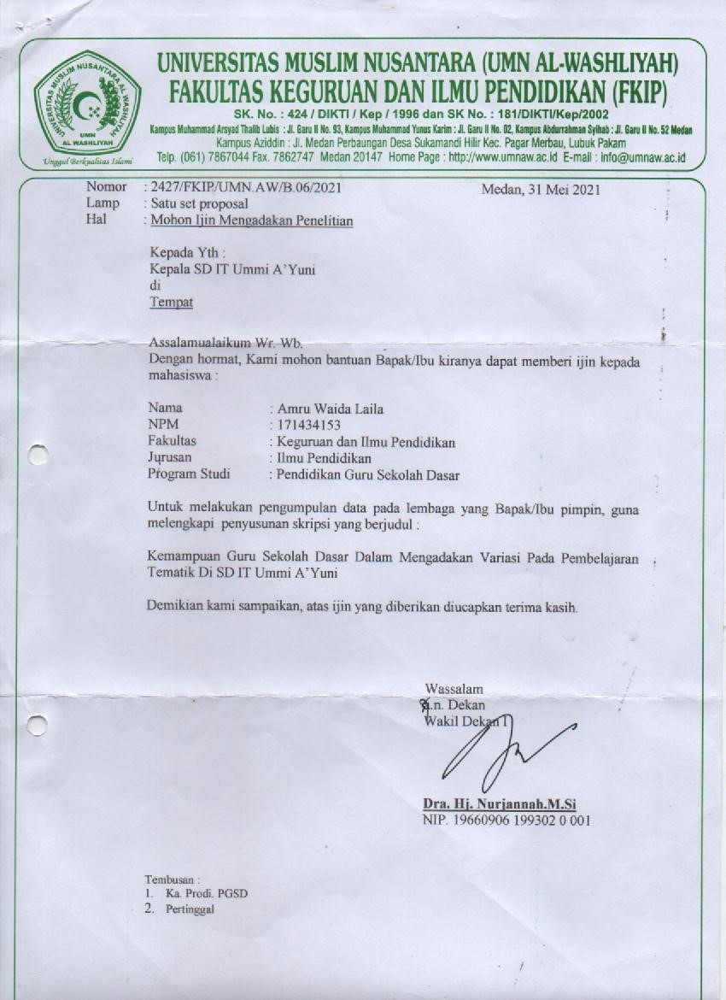 UNIVERSITAS MUSLIM NUSANTARA AL WASHLIYAH
UMN
AL WASHLIYAH
Unggul Berkualitas Islami
UNIVERSITAS MUSLIM NUSANTARA (UMN AL-WASHLIYAH)
FAKULTAS KEGURUAN DAN ILMU PENDIDIKAN (FKIP)
SK. No. : 424 / DIKTI / Kep / 1996 dan SK No. : 181/DIKTI/Kep/2002
Kampus Muhammad Arsyad Thalib Lubis : Jl. Garu II No. 93, Kampus Muhammad Yunus Karim : Jl. Garu II No. 02, Kampus Abdurrahman Syihab : Jl. Garu II No. 52 Medan
Kampus Aziddin : Jl. Medan Perbaungan Desa Sukamandi Hilir Kec. Pagar Merbau, Lubuk Pakam
Telp. (061) 7867044 Fax. 7862747 Medan 20147 Home Page : http://www.umnaw.ac.id E-mail : info@umnaw.ac.id
Nomor : 2427/FKIP/UMN.AW/B.06/2021 Medan, 31 Mei 2021
Lamp : Satu set proposal
Hal : Mohon Ijin Mengadakan Penelitian
Kepada Yth :
Kepala SD IT Ummi A'Yuni
di
Tempat
Assalamualaikum Wr. Wb.
Dengan hormat, Kami mohon bantuan Bapak/Ibu kiranya dapat memberi ijin kepada
mahasiswa :
Nama : Amru Waida Laila
NPM : 171434153
Fakultas : Keguruan dan Ilmu Pendidikan
Jurusan : Ilmu Pendidikan
Program Studi : Pendidikan Guru Sekolah Dasar
Untuk melakukan pengumpulan data pada lembaga yang Bapak/Ibu pimpin, guna
melengkapi penyusunan skripsi yang berjudul :
Kemampuan Guru Sekolah Dasar Dalam Mengadakan Variasi Pada Pembelajaran
Tematik Di SD IT Ummi A'Yuni
Demikian kami sampaikan, atas ijin yang diberikan diucapkan terima kasih.
Wassalam
a.n. Dekan
Wakil Dekan I
Dra. Hj. Nurjannah.M.Si
NIP. 19660906 199302 0 001
Tembusan :
1. Ka. Prodi. PGSD
2. Pertinggal